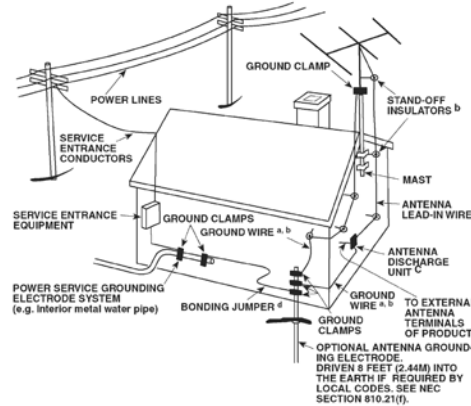 GROUND CLAMP
POWER LINES
STAND-OFF
INSULATORS b
SERVICE
ENTRANCE
CONDUCTORS
MAST
ANTENNA
LEAD-IN WIRE
SERVICE ENTRANCE
EQUIPMENT
GROUND CLAMPS
GROUND WIRE a, b
ANTENNA
DISCHARGE
UNIT C
POWER SERVICE GROUNDING
ELECTRODE SYSTEM
(e.g. Interior metal water pipe)
BONDING JUMPER d
GROUND
WIRE a, b
TO EXTERNA
ANTENNA
TERMINALS
OF PRODUCT
GROUND
CLAMPS
OPTIONAL ANTENNA GROUND-
ING ELECTRODE.
DRIVEN 8 FEET (2.44M) INTO
THE EARTH IF REQUIRED BY
LOCAL CODES. SEE NEC
SECTION 810.21(f).